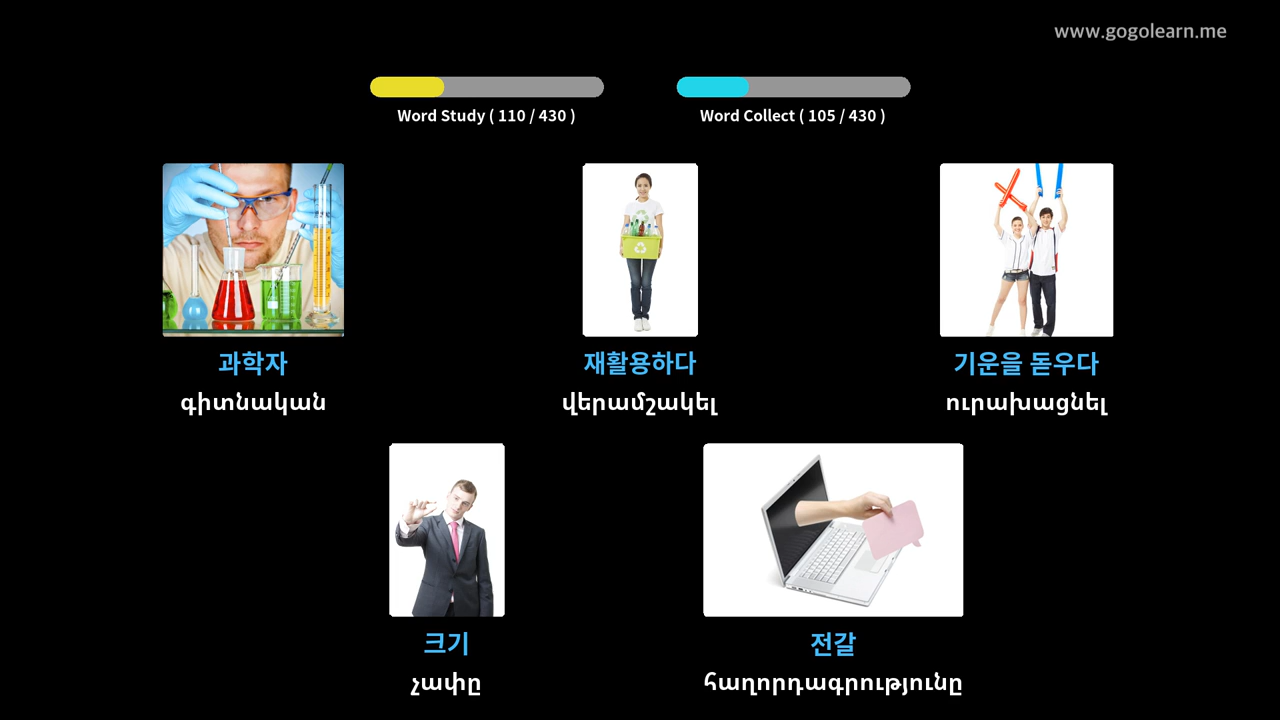 www.gogolearn.me
Word Study ( 110 / 430 )
Word Collect ( 105 / 430 )
과학자
재활용하다
기운을 돋우다
գիտնական
վերամշակել
ուրախացնել
크기
전갈
չափը
հաղորդագրությունը